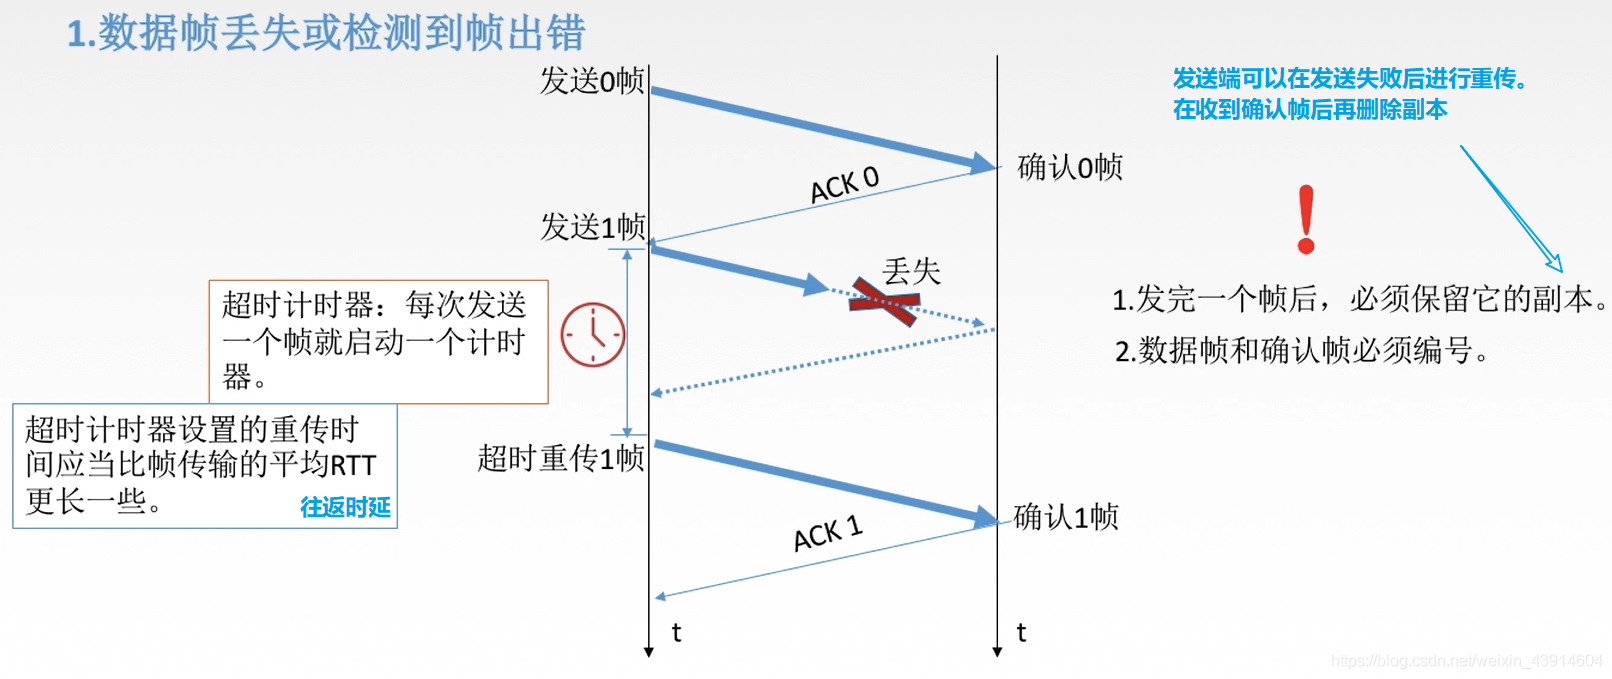 1.数据帧丢失或检测到帧出错
发送0帧
发送端可以在发送失败后进行重传。
在收到确认帧后再删除副本
确认0帧
ACK 0
发送1帧
丢失
超时计时器：每次发送
一个帧就启动一个计时
器。
1.发完一个帧后，必须保留它的副本。
2.数据帧和确认帧必须编号。
超时计时器设置的重传时
间应当比帧传输的平均RTT
更长一些。
往返时延
超时重传1帧
确认1帧
ACK 1
t
t
https://blog.csdn.net/weixin_43914604